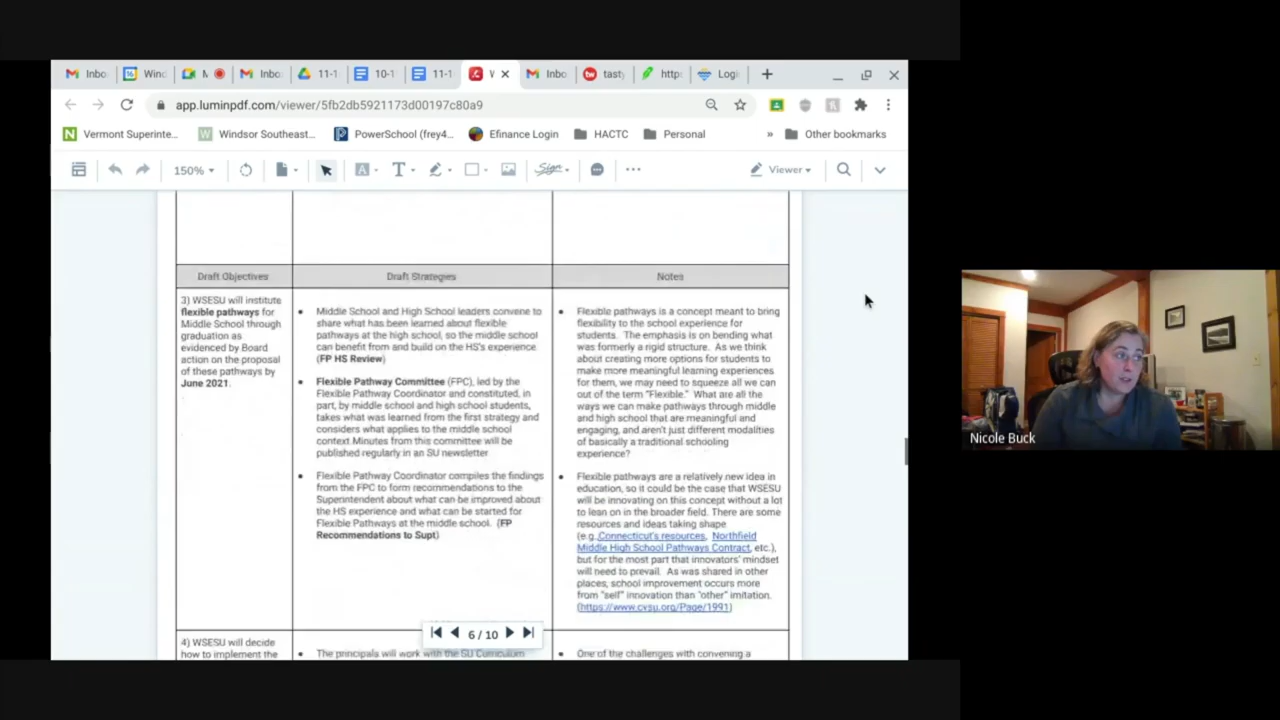 Inbo
Winc
M
Inbo
11-1
10-1
11-1
V
Inbo
tasty
http:
Logi
app.luminpdf.com/viewer/5fb2db5921173d00197c80a9
Vermont Superinte...
Windsor Southeast...
PowerSchool (frey4...
Efinance Login
HACTC
Personal
»
Other bookmarks
150%
A
T
Sign
Viewer
Draft Objectives
Draft Strategies
Notes
3) WSESU will institute
flexible pathways for
Middle School through
graduation as
evidenced by Board
action on the proposal
of these pathways by
June 2021.
Middle School and High School leaders convene to
share what has been learned about flexible
pathways at the high school, so the middle school
can benefit from and build on the HS's experience.
(FP HS Review)
Flexible Pathway Committee (FPC), led by the
Flexible Pathway Coordinator and constituted, in
part, by middle school and high school students,
takes what was learned from the first strategy and
considers what applies to the middle school
context.Minutes from this committee will be
published regularly in an SU newsletter
Flexible Pathway Coordinator compiles the findings
from the FPC to form recommendations to the
Superintendent about what can be improved about
the HS experience and what can be started for
Flexible Pathways at the middle school. (FP
Recommendations to Supt)
Flexible pathways is a concept meant to bring
flexibility to the school experience for
students. The emphasis is on bending what
was formerly a rigid structure. As we think
about creating more options for students to
make more meaningful learning experiences
for them, we may need to squeeze all we can
out of the term "Flexible." What are all the
ways we can make pathways through middle
and high school that are meaningful and
engaging, and aren't just different modalities
of basically a traditional schooling
experience?
Flexible pathways are a relatively new idea in
education, so it could be the case that WSESU
will be innovating on this concept without a lot
to lean on in the broader field. There are some
resources and ideas taking shape
(e.g.,Connecticut's resources, Northfield
Middle High School Pathways Contract, etc.),
but for the most part that innovators' mindset
will need to prevail. As was shared in other
places, school improvement occurs more
from "self" innovation than "other" imitation.
(https://www.cvsu.org/Page/1991)
4) WSESU will decide
how to implement the
The principals will work with the SU Curriculum
One of the challenges with convening a
6 / 10
Nicole Buck